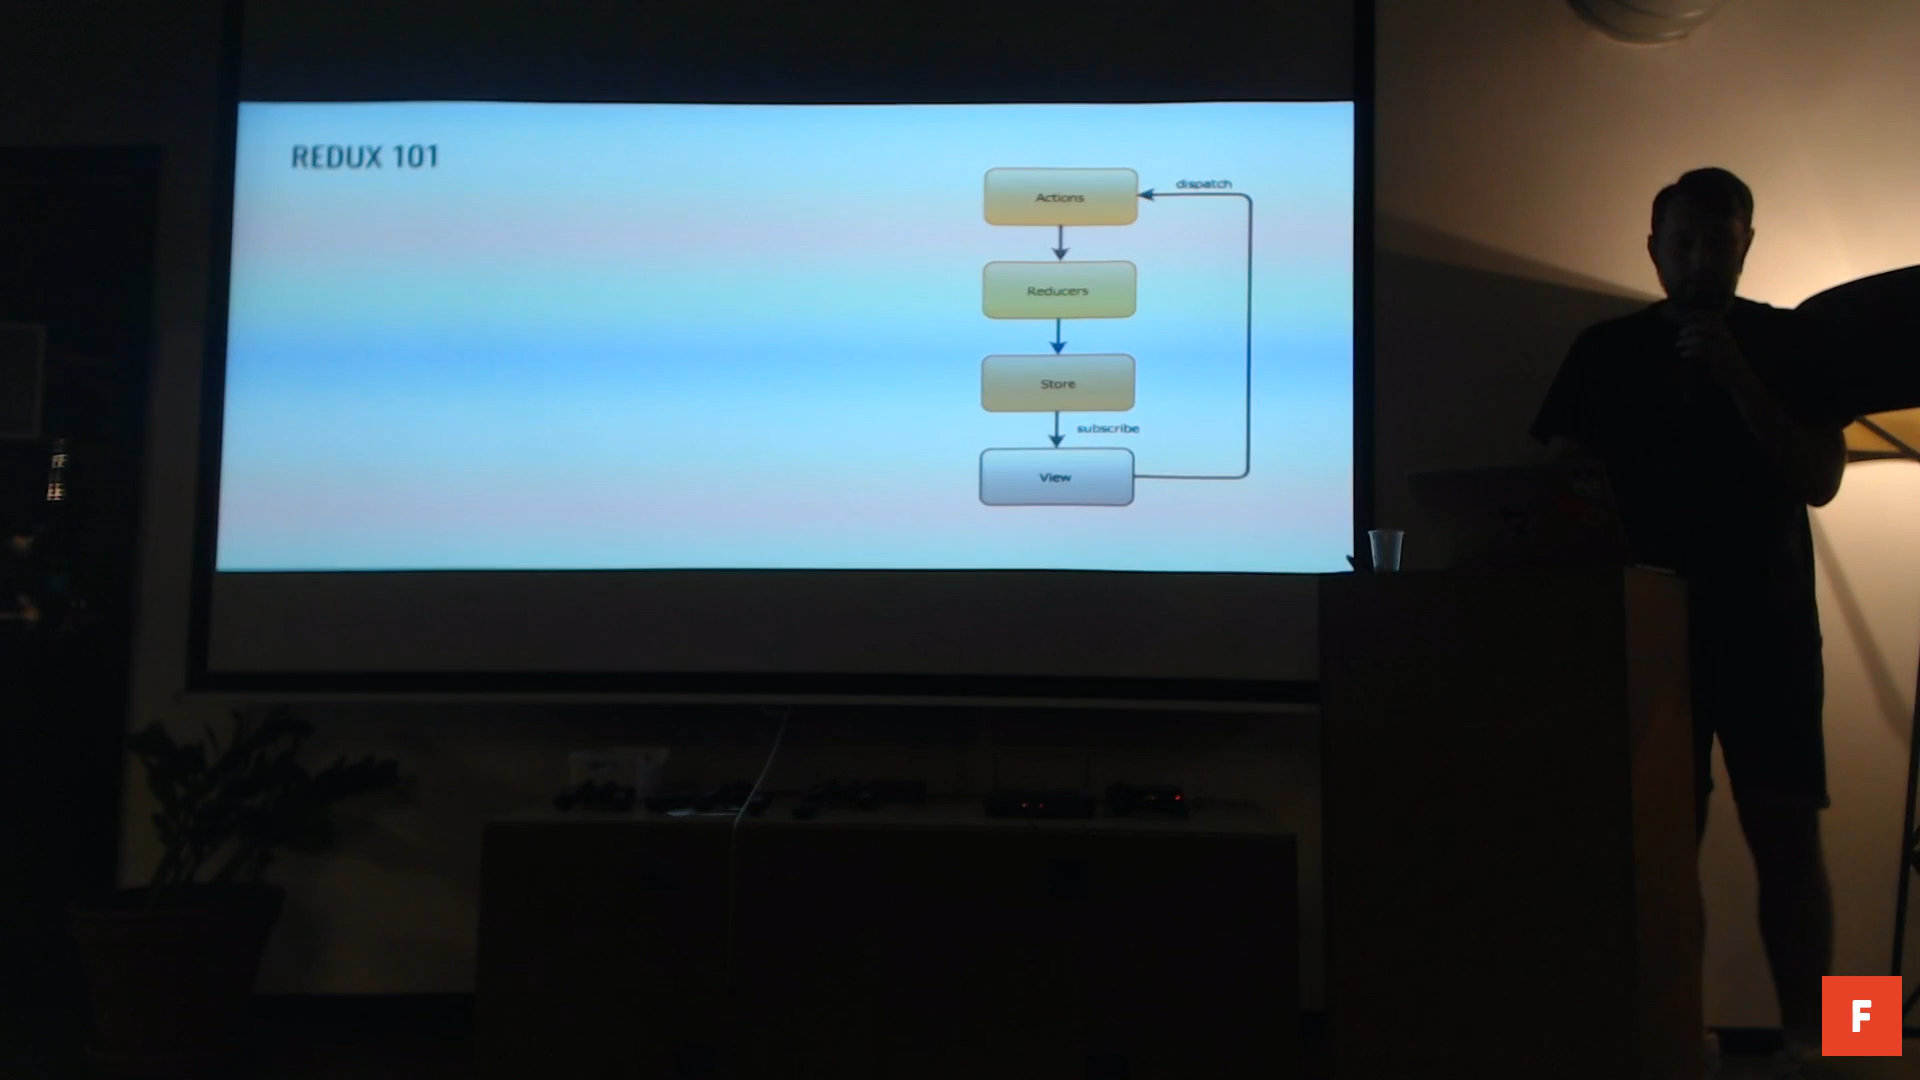 REDUX 101
Actions
dispatch
Reducers
Store
subscribe
View
F